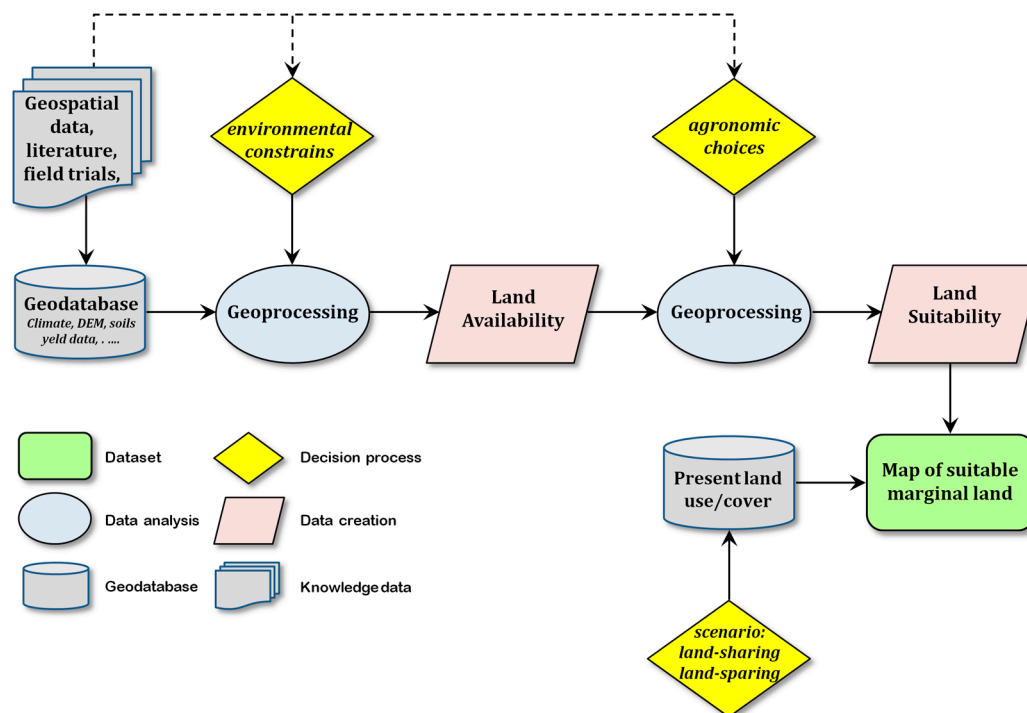 Geospatial
data,
literature,
field trials,
environmental
constrains
agronomic
choices
Geodatabase
Climate, DEM, soils
yeld data, . ....
Geoprocessing
Land
Availability
Geoprocessing
Land
Suitability
Dataset
Decision process
Data analysis
Data creation
Geodatabase
Knowledge data
Present land
use/cover
Map of suitable
marginal land
scenario:
land-sharing
land-sparing